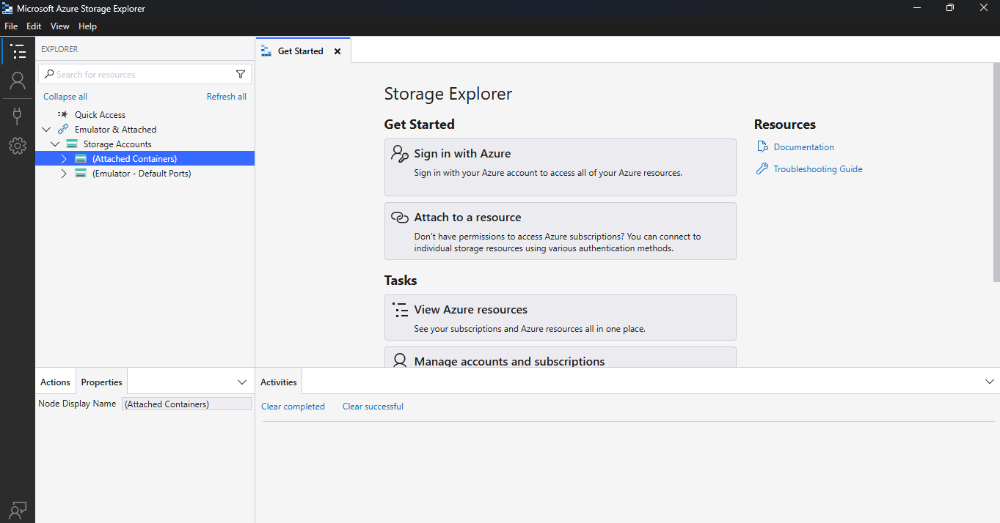 Microsoft Azure Storage Explorer
File Edit View Help
EXPLORER
Search for resources
Collapse all
Refresh all
Quick Access
Emulator & Attached
Storage Accounts
(Attached Containers)
(Emulator - Default Ports)
Get Started
Storage Explorer
Get Started
Sign in with Azure
Sign in with your Azure account to access all of your Azure resources.
Attach to a resource
Don't have permissions to access Azure subscriptions? You can connect to
individual storage resources using various authentication methods.
Tasks
View Azure resources
See your subscriptions and Azure resources all in one place.
Manage accounts and subscriptions
Resources
Documentation
Troubleshooting Guide
Actions
Properties
Node Display Name
(Attached Containers)
Activities
Clear completed
Clear successful